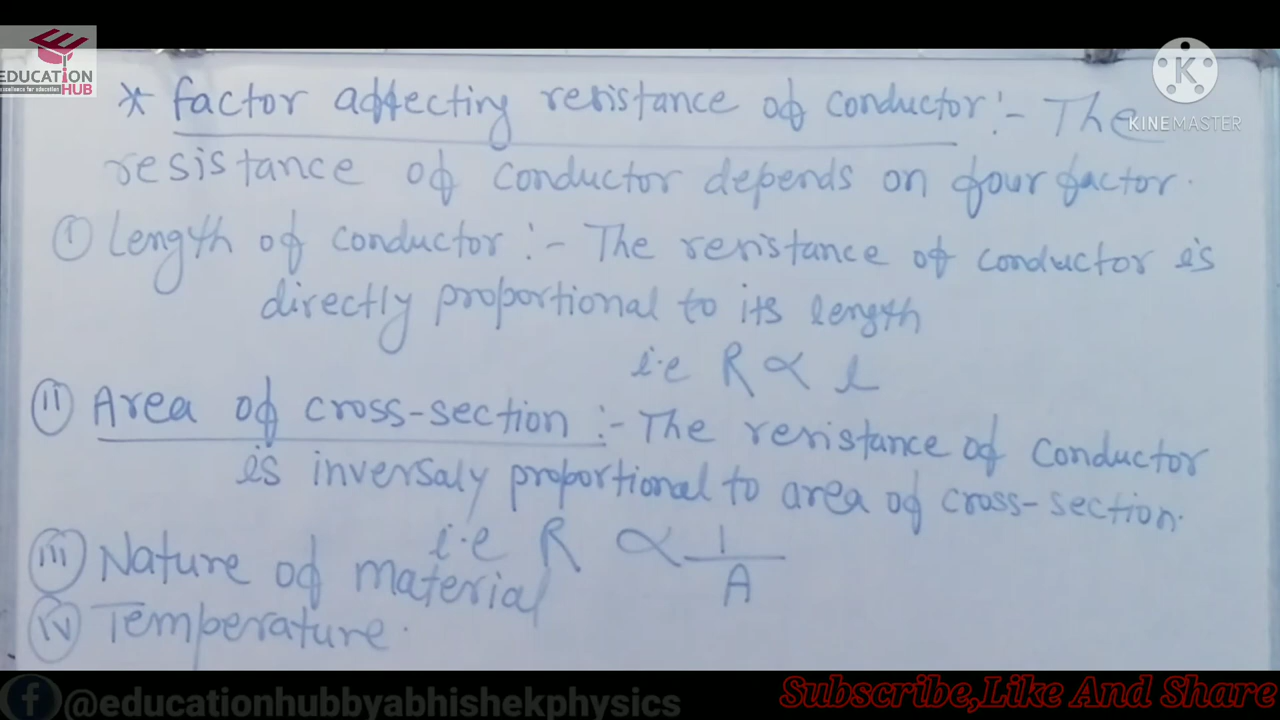 EDUCATION
excellence for education HUB
K
KINEMASTER
* factor affecting resistance of conductor :- The
resistance of conductor depends on four factor.
(i) Length of conductor :- The resistance of conductor is
directly proportional to its length
i.e R ∝ l
(ii) Area of cross-section :- The resistance of conductor
is inversaly proportional to area of cross-section.
i.e R ∝ 1/A
(iii) Nature of material
(iv) Temperature.
f @educationhubbyabhishekphysics
Subscribe,Like And Share